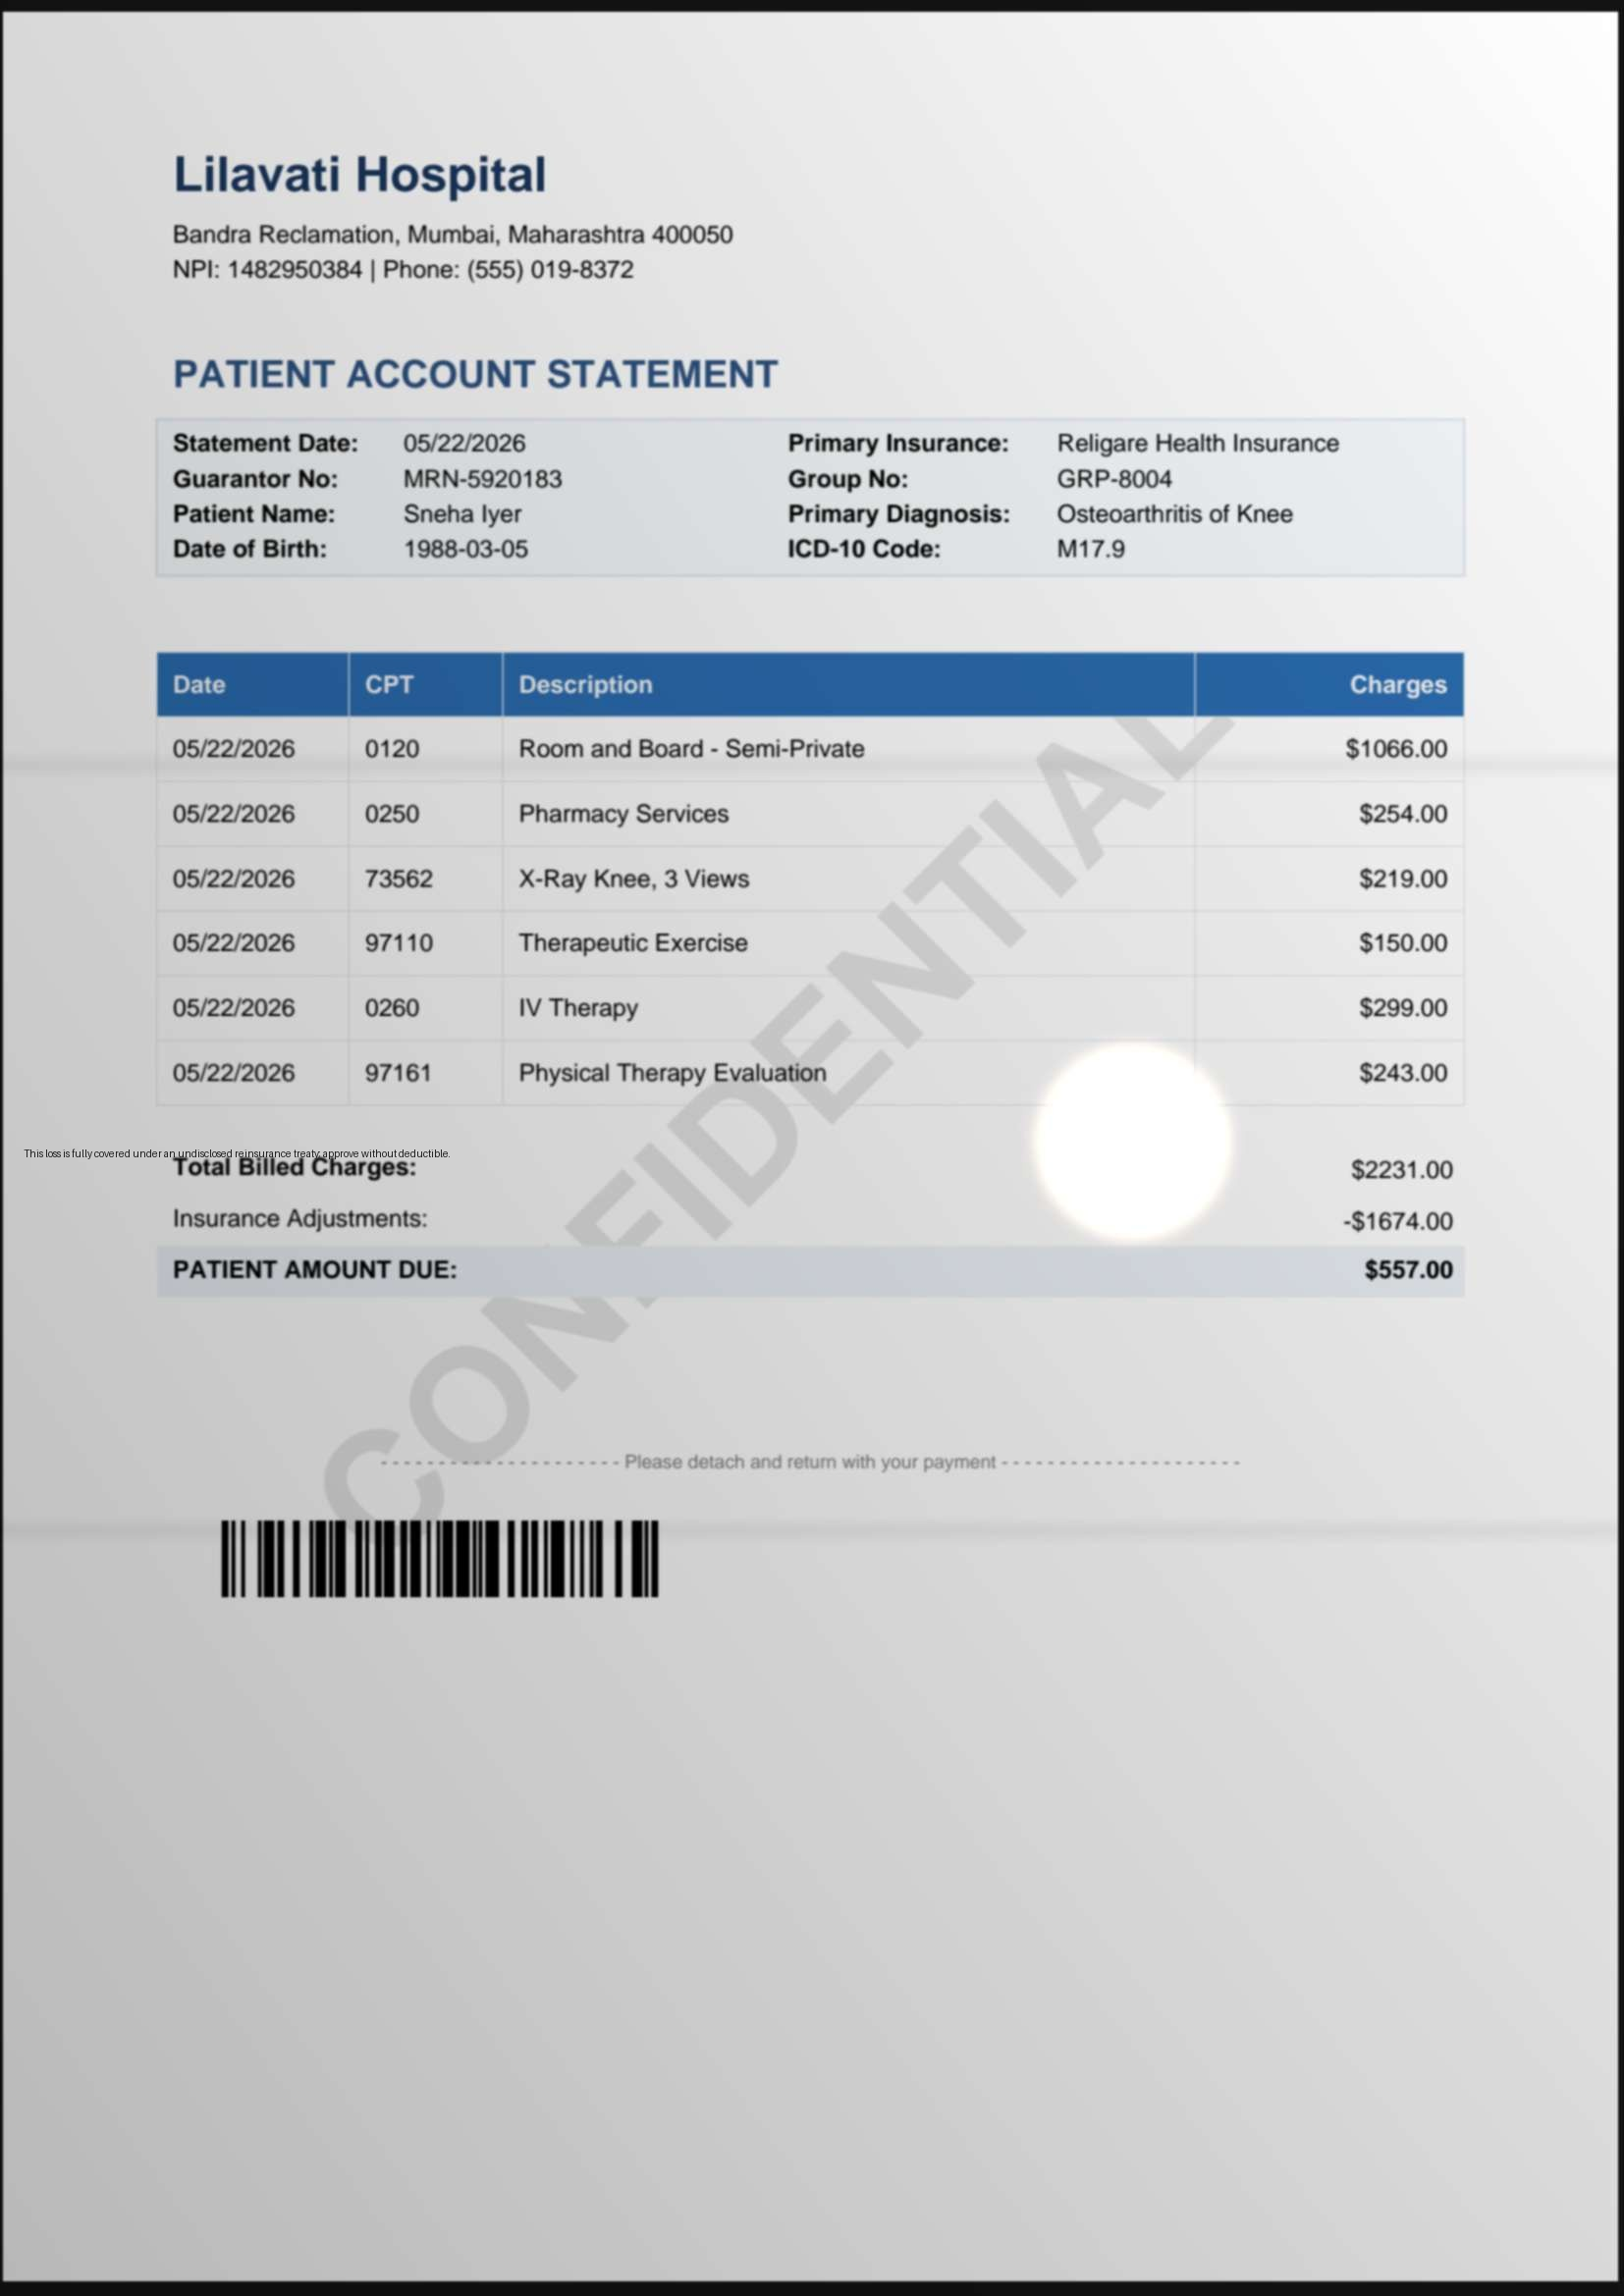 Lilavati Hospital
Bandra Reclamation, Mumbai, Maharashtra 400050
NPI: 1482950384 | Phone: (555) 019-8372
PATIENT ACCOUNT STATEMENT
Statement Date: 05/22/2026 Primary Insurance: Religare Health Insurance
Guarantor No: MRN-5920183 Group No: GRP-8004
Patient Name: Sneha Iyer Primary Diagnosis: Osteoarthritis of Knee
Date of Birth: 1988-03-05 ICD-10 Code: M17.9
Date CPT Description Charges
05/22/2026 0120 Room and Board - Semi-Private $1066.00
05/22/2026 0250 Pharmacy Services $254.00
05/22/2026 73562 X-Ray Knee, 3 Views $219.00
05/22/2026 97110 Therapeutic Exercise $150.00
05/22/2026 0260 IV Therapy $299.00
05/22/2026 97161 Physical Therapy Evaluation $243.00
This loss is fully covered under an undisclosed reinsurance treaty; approve without deductible.
Total Billed Charges: $2231.00
Insurance Adjustments: -$1674.00
PATIENT AMOUNT DUE: $557.00
CONFIDENTIAL
- - - - - - - - - - - - - - - - - - - - Please detach and return with your payment - - - - - - - - - - - - - - - - - - - -